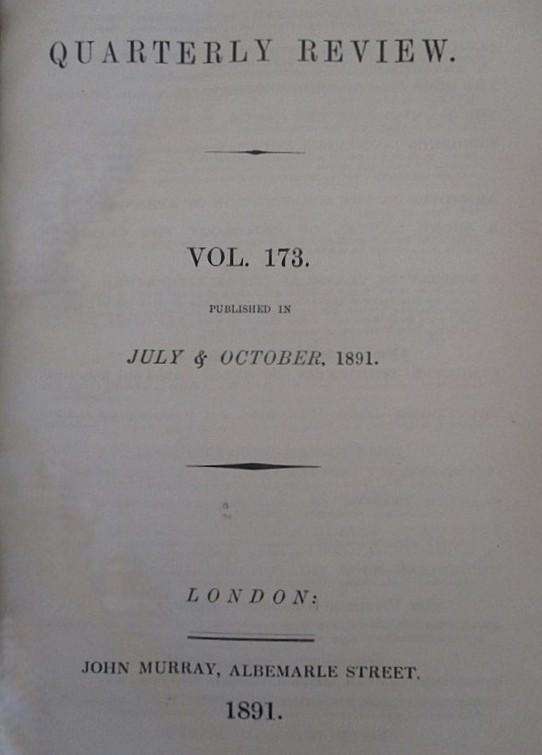 QUARTERLY REVIEW.
VOL. 173.
PUBLISHED IN
JULY & OCTOBER, 1891.
LONDON:
JOHN MURRAY, ALBEMARLE STREET.
1891.